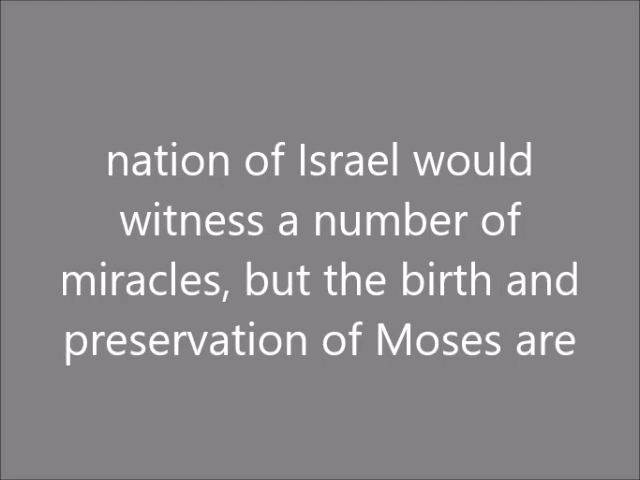 nation of Israel would
witness a number of
miracles, but the birth and
preservation of Moses are